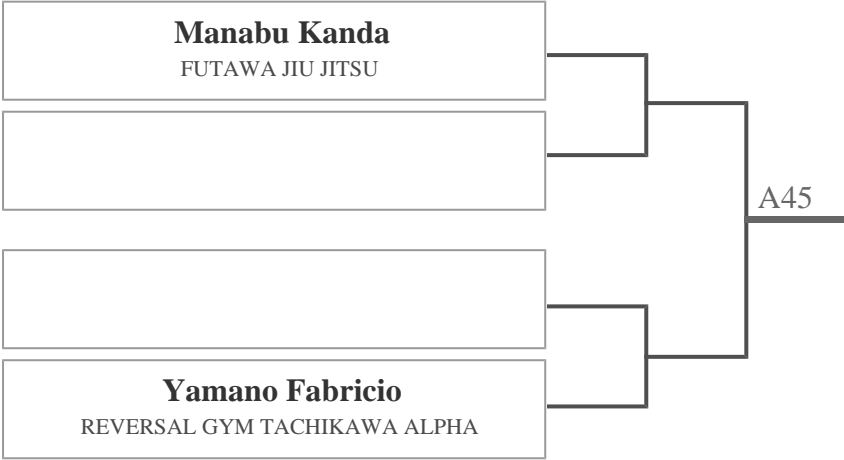 Manabu Kanda
FUTAWA JIU JITSU
A45
Yamano Fabricio
REVERSAL GYM TACHIKAWA ALPHA